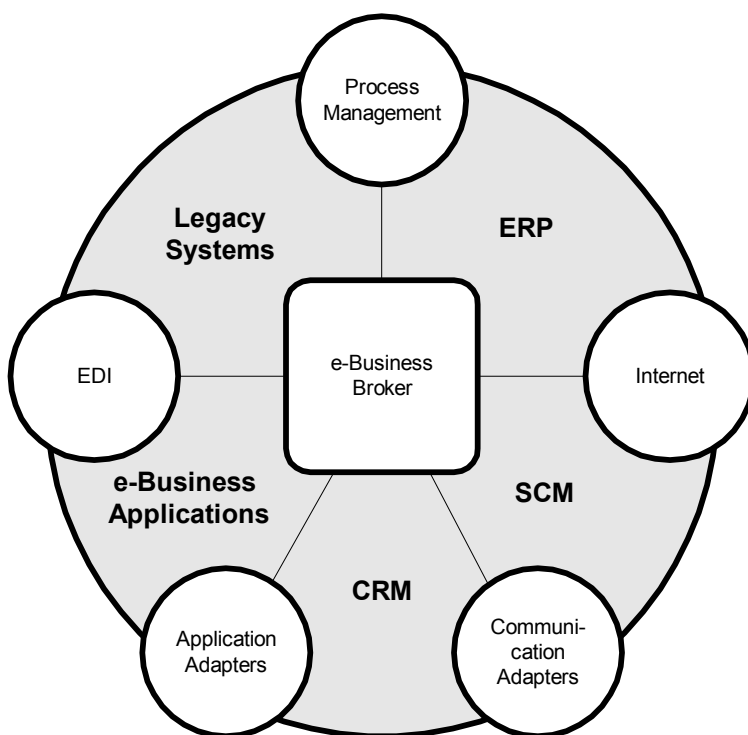 Process
Management
Legacy
Systems
ERP
EDI
e-Business
Broker
Internet
e-Business
Applications
SCM
CRM
Application
Adapters
Communi-
cation
Adapters